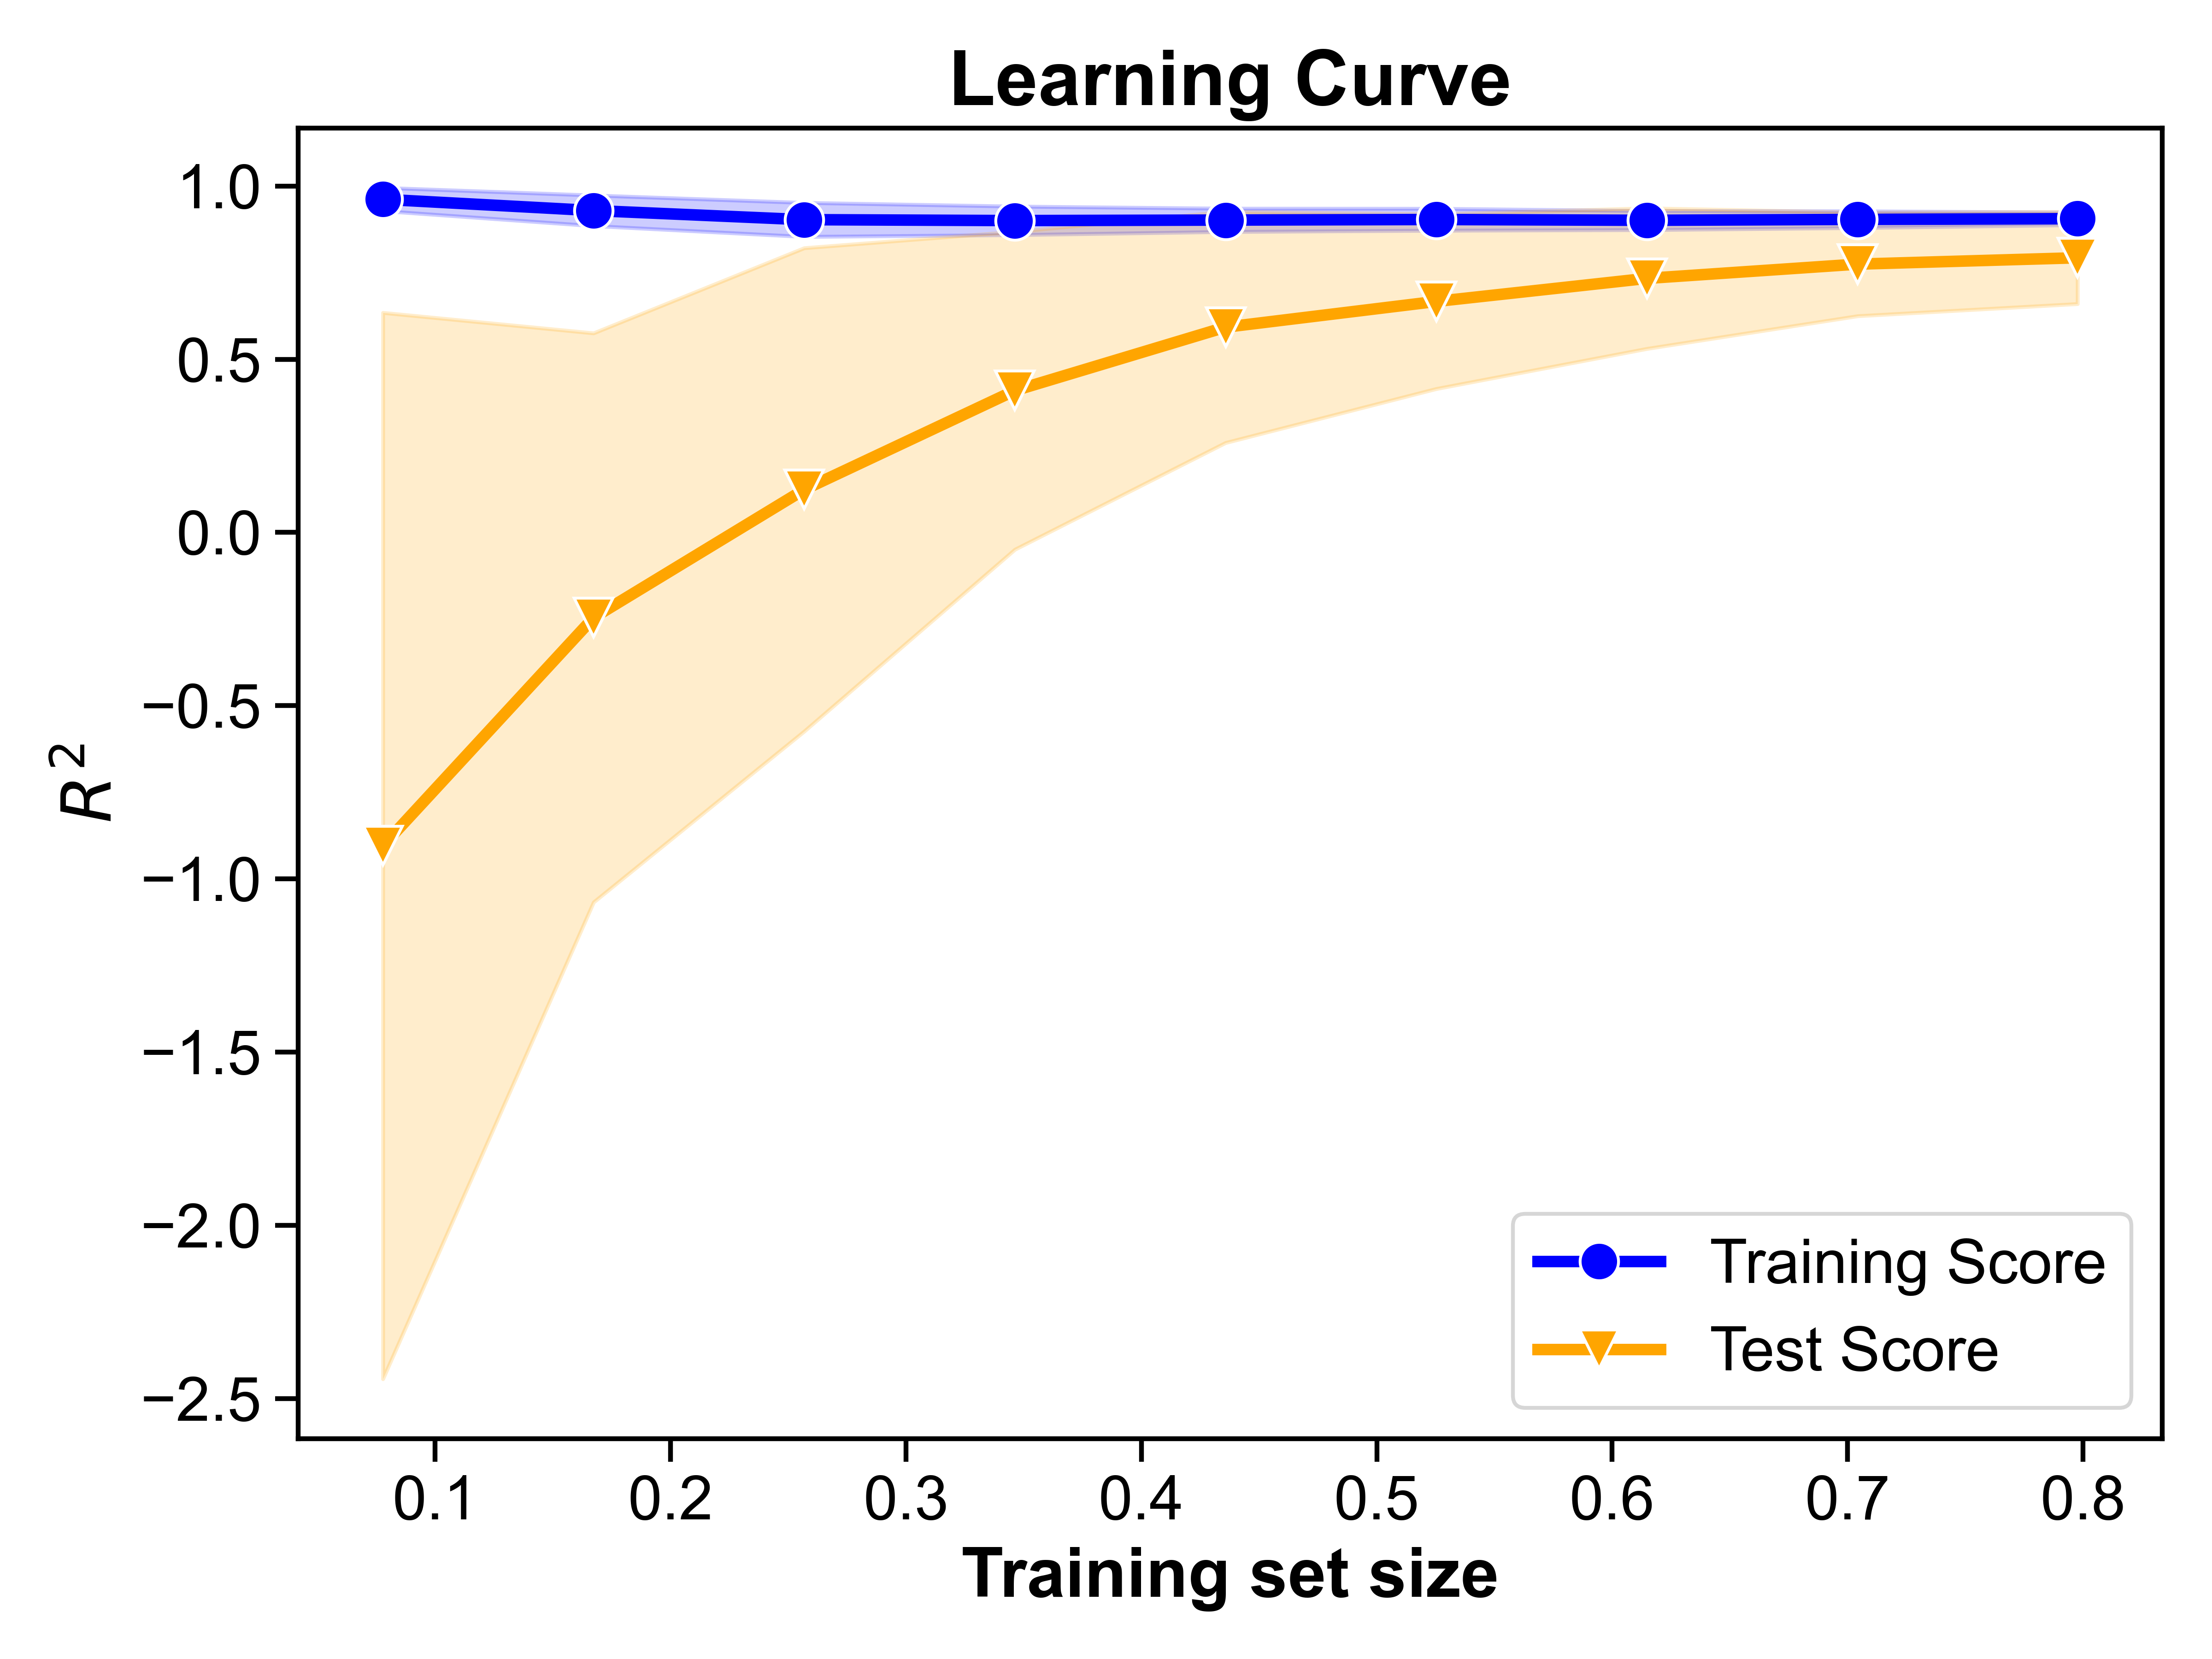 Learning Curve
1.0
0.5
0.0
−0.5
−1.0
−1.5
−2.0
−2.5
R²
Training Score
Test Score
0.1 0.2 0.3 0.4 0.5 0.6 0.7 0.8
Training set size